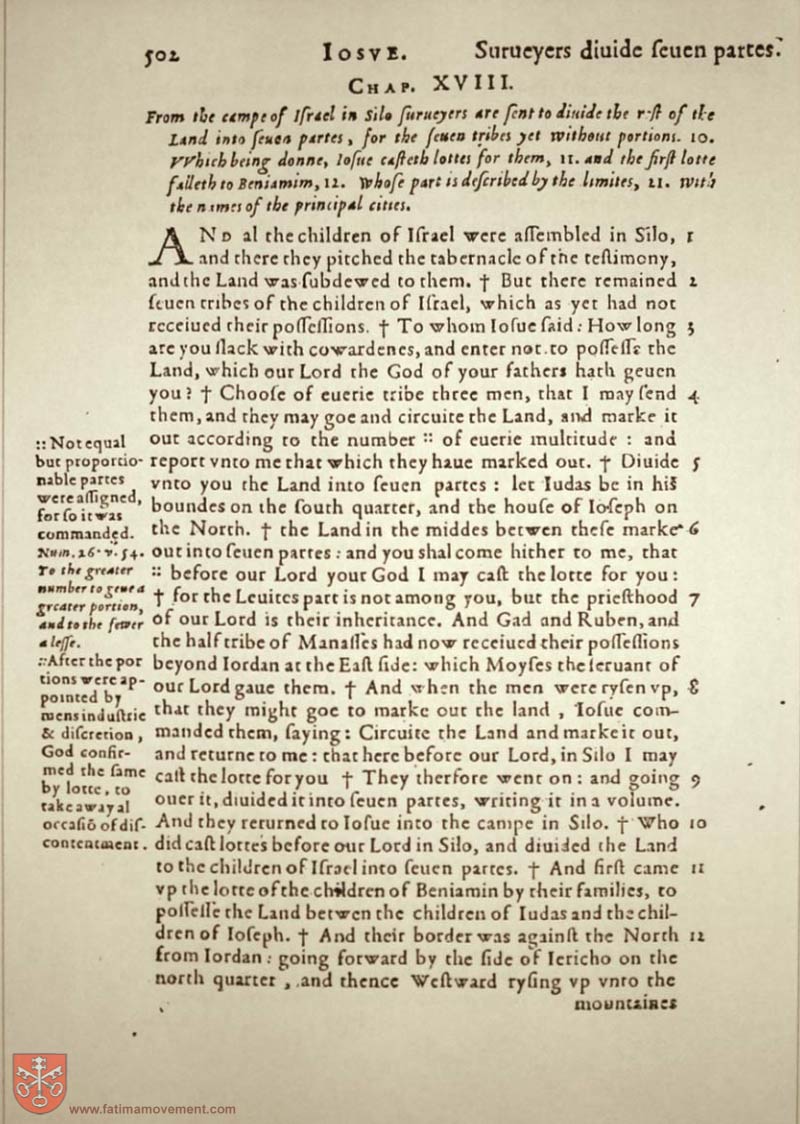 502 IOSVE. Surueyers diuide ſeuen partes.
CHAP. XVIII.
From the campe of Iſrael in Silo ſurueyers are ſent to diuide the r-ſt of the
Land into ſeuen partes, for the ſeuen tribes yet without portions. 10.
VVhich being donne, Ioſue caſteth lottes for them, 11. and the firſt lotte
falleth to Beniamim, 12. Whoſe part is deſcribed by the limites, 21. with
the names of the principal cities.
AND al the children of Iſrael were aſſembled in Silo, 1
and there they pitched the tabernacle of the teſtimony,
and the Land was ſubdewed to them. † But there remained 2
ſeuen tribes of the children of Iſrael, which as yet had not
receiued their poſſeſſions. † To whom Ioſue ſaid: How long 3
are you ſlack with cowardenes, and enter not to poſſeſſe the
Land, which our Lord the God of your fathers hath geuen
you? † Chooſe of euerie tribe three men, that I may ſend 4
them, and they may goe and circuite the Land, and marke it
out according to the number :: of euerie multitude : and
report vnto me that which they haue marked out. † Diuide 5
vnto you the Land into ſeuen partes : let Iudas be in his
boundes on the ſouth quarter, and the houſe of Ioſeph on
the North. † the Land in the middes betwen theſe marke 6
out into ſeuen partes : and you shal come hither to me, that
:: before our Lord your God I may caſt the lotte for you :
† for the Leuites part is not among you, but the prieſthood 7
of our Lord is their inheritance. And Gad and Ruben, and
the half tribe of Manaſſes had now receiued their poſſeſſions
beyond Iordan at the Eaſt ſide: which Moyſes the ſeruant of
our Lord gaue them. † And when the men were ryſen vp, 8
that they might goe to marke out the land , Ioſue com-
manded them, ſaying: Circuite the Land and marke it out,
and returne to me : that here before our Lord, in Silo I may
caſt the lotte for you † They therfore went on : and going 9
ouer it, diuided it into ſeuen partes, writing it in a volume.
And they returned to Ioſue into the campe in Silo. † Who 10
did caſt lottes before our Lord in Silo, and diuided the Land
to the children of Iſrael into ſeuen partes. † And firſt came 11
vp the lotte of the children of Beniamin by their families, to
poſſeſſe the Land betwen the children of Iudas and the chil-
dren of Ioſeph. † And their border was againſt the North 12
from Iordan : going forward by the ſide of Iericho on the
north quarter , and thence Weſtward ryſing vp vnto the
mountaines
:: Not equal
but proportio-
nable partes
were aſſigned,
for ſo it was
commanded.
Num. 26. v. 54.
To the greater
number to geue a
greater portion,
and to the fewer
a leſſe.
:: After the por
tions were ap-
pointed by
mens induſtrie
& diſcretion ,
God confir-
med the ſame
by lotte, to
take away al
occaſiõ of diſ-
contentment.
www.fatimamovement.com